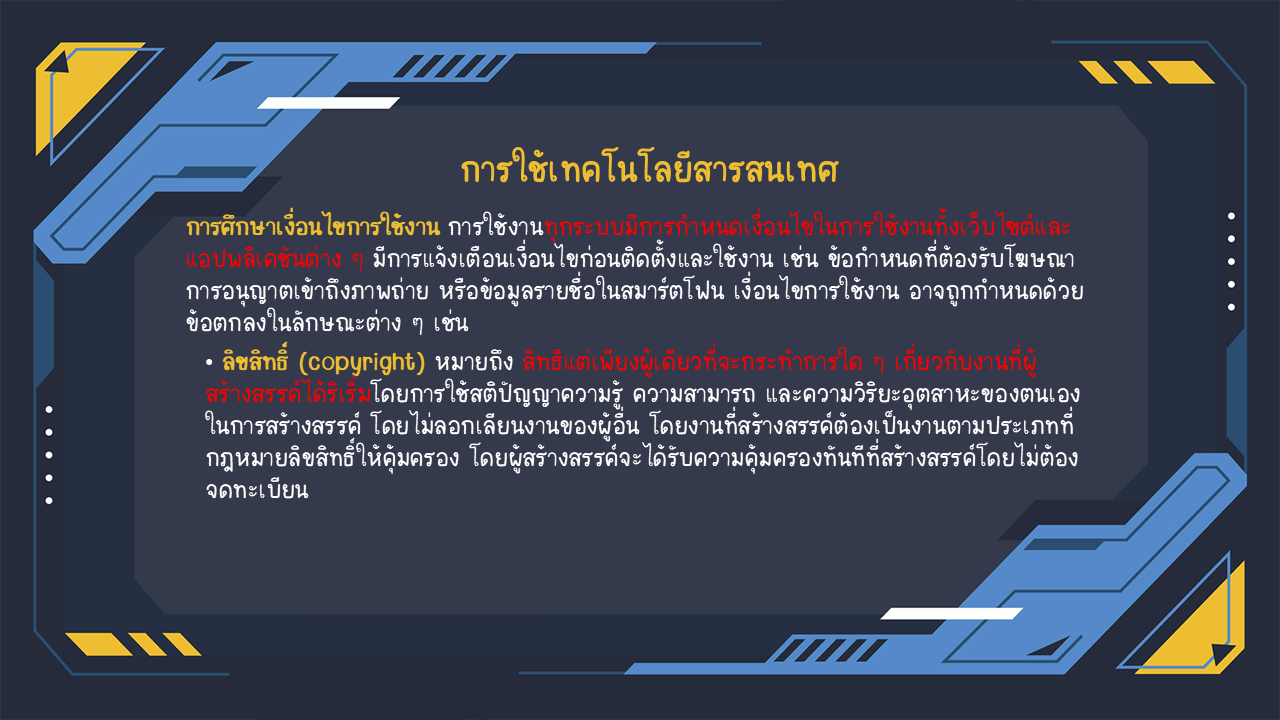 การใช้เทคโนโลยีสารสนเทศ
การศึกษาเงื่อนไขการใช้งาน การใช้งานทุกระบบมีการกำหนดเงื่อนไขในการใช้งานทั้งเว็บไซต์และ
แอปพลิเคชันต่าง ๆ มีการแจ้งเตือนเงื่อนไขก่อนติดตั้งและใช้งาน เช่น ข้อกำหนดที่ต้องรับโฆษณา
การอนุญาตเข้าถึงภาพถ่าย หรือข้อมูลรายชื่อในสมาร์ตโฟน เงื่อนไขการใช้งาน อาจถูกกำหนดด้วย
ข้อตกลงในลักษณะต่าง ๆ เช่น
• ลิขสิทธิ์ (copyright) หมายถึง สิทธิแต่เพียงผู้เดียวที่จะกระทำการใด ๆ เกี่ยวกับงานที่ผู้
สร้างสรรค์ได้ริเริ่มโดยการใช้สติปัญญาความรู้ ความสามารถ และความวิริยะอุตสาหะของตนเอง
ในการสร้างสรรค์ โดยไม่ลอกเลียนงานของผู้อื่น โดยงานที่สร้างสรรค์ต้องเป็นงานตามประเภทที่
กฎหมายลิขสิทธิ์ให้คุ้มครอง โดยผู้สร้างสรรค์จะได้รับความคุ้มครองทันทีที่สร้างสรรค์โดยไม่ต้อง
จดทะเบียน